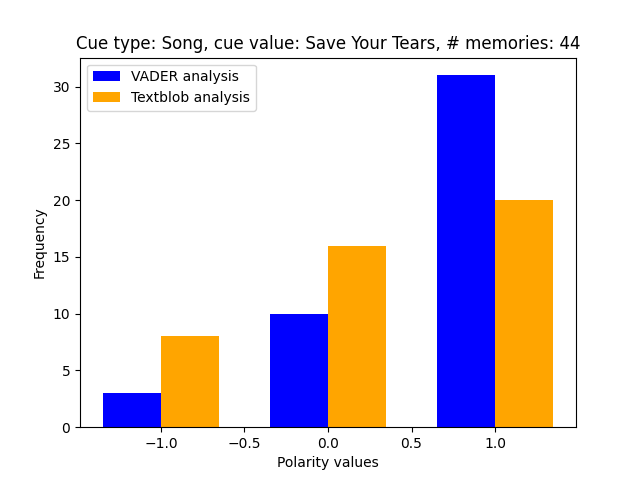 Cue type: Song, cue value: Save Your Tears, # memories: 44
VADER analysis
Textblob analysis
30
25
20
15
10
5
0
Frequency
−1.0 −0.5 0.0 0.5 1.0
Polarity values